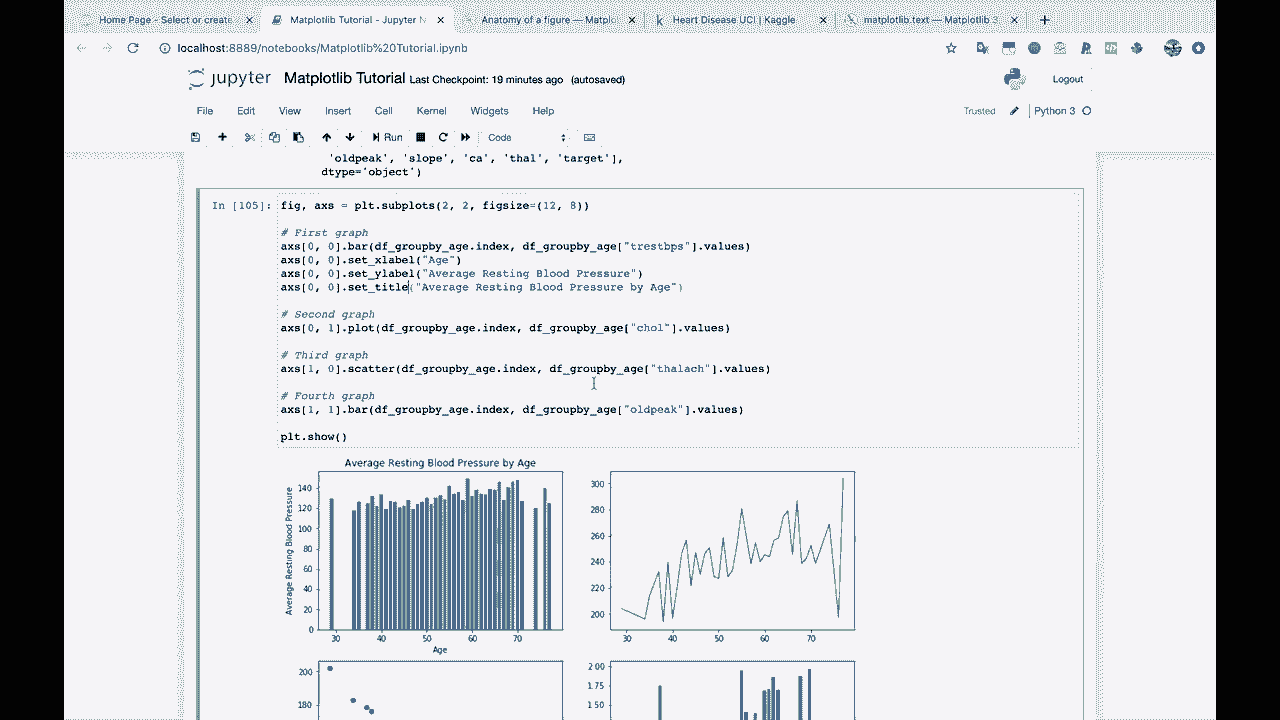 Home Page - Select or create
Matplotlib Tutorial - Jupyter N
Anatomy of a figure — Matplo
Heart Disease UCI | Kaggle
matplotlib.text — Matplotlib 3
localhost:8889/notebooks/Matplotlib%20Tutorial.ipynb
jupyter Matplotlib Tutorial Last Checkpoint: 19 minutes ago (autosaved)
Logout
File Edit View Insert Cell Kernel Widgets Help
Trusted Python 3
Run Code
'oldpeak', 'slope', 'ca', 'thal', 'target'],
dtype='object')
In [105]: fig, axs = plt.subplots(2, 2, figsize=(12, 8))
# First graph
axs[0, 0].bar(df_groupby_age.index, df_groupby_age["trestbps"].values)
axs[0, 0].set_xlabel("Age")
axs[0, 0].set_ylabel("Average Resting Blood Pressure")
axs[0, 0].set_title("Average Resting Blood Pressure by Age")
# Second graph
axs[0, 1].plot(df_groupby_age.index, df_groupby_age["chol"].values)
# Third graph
axs[1, 0].scatter(df_groupby_age.index, df_groupby_age["thalach"].values)
# Fourth graph
axs[1, 1].bar(df_groupby_age.index, df_groupby_age["oldpeak"].values)
plt.show()
Average Resting Blood Pressure by Age
Average Resting Blood Pressure
140
120
100
80
60
40
20
0
30 40 50 60 70
Age
300
280
260
240
220
200
30 40 50 60 70
200
180
2.00
1.75
1.50